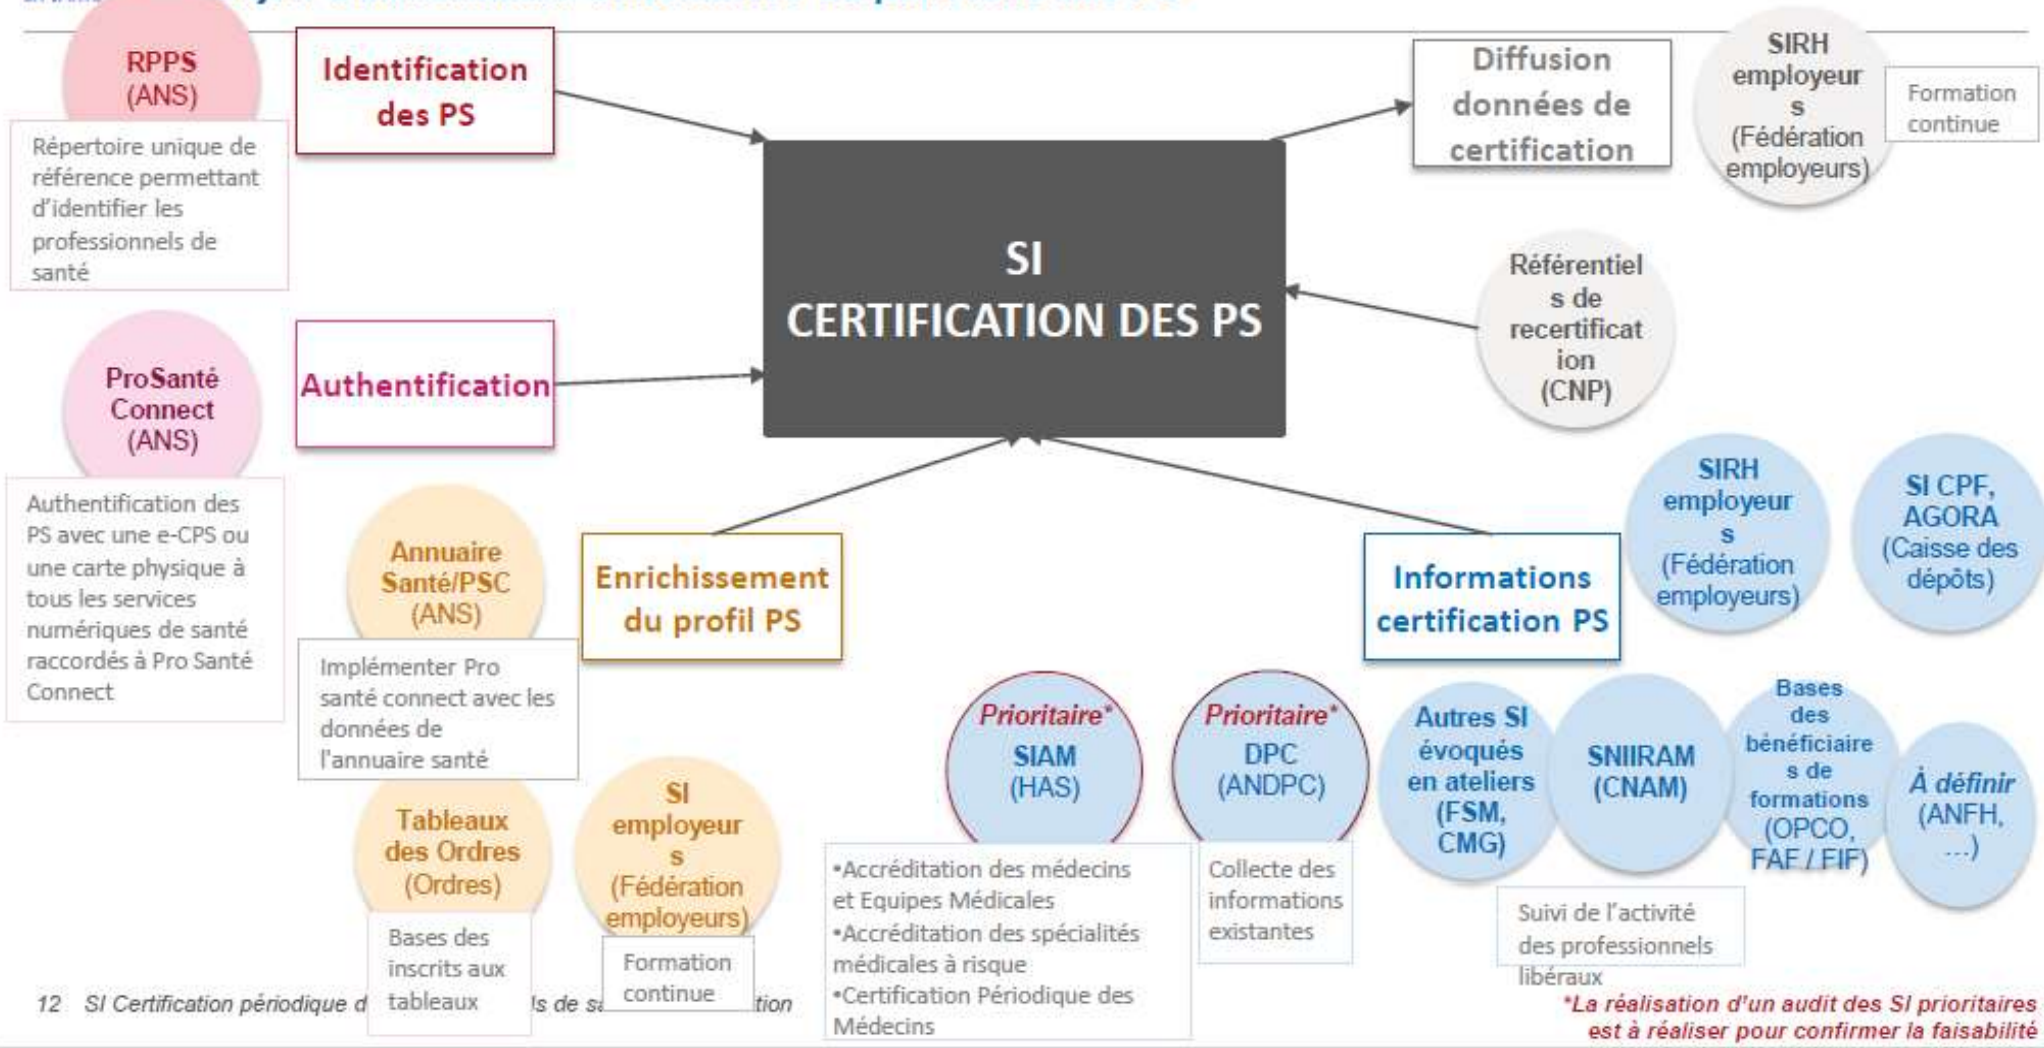 RPPS
(ANS)
Répertoire unique de
référence permettant
d'identifier les
professionnels de
santé
Identification
des PS
Diffusion
données de
certification
SIRH
employeur
s
(Fédération
employeurs)
Formation
continue
SI
CERTIFICATION DES PS
Référentiel
s de
recertificat
ion
(CNP)
ProSanté
Connect
(ANS)
Authentification des
PS avec une e-CPS ou
une carte physique à
tous les services
numériques de santé
raccordés à Pro Santé
Connect
Authentification
Annuaire
Santé/PSC
(ANS)
Implémenter Pro
santé connect avec les
données de
l'annuaire santé
Enrichissement
du profil PS
Tableaux
des Ordres
(Ordres)
Bases des
inscrits aux
tableaux
SI
employeur
s
(Fédération
employeurs)
Formation
continue
Informations
certification PS
SIRH
employeur
s
(Fédération
employeurs)
SI CPF,
AGORA
(Caisse des
dépôts)
Prioritaire*
SIAM
(HAS)
•Accréditation des médecins
et Equipes Médicales
•Accréditation des spécialités
médicales à risque
•Certification Périodique des
Médecins
Prioritaire*
DPC
(ANDPC)
Collecte des
informations
existantes
Autres SI
évoqués
en ateliers
(FSM,
CMG)
SNIIRAM
(CNAM)
Suivi de l'activité
des professionnels
libéraux
Bases
des
bénéficiaire
s de
formations
(OPCO,
FAF / FIF)
À définir
(ANFH,
…)
12 SI Certification périodique d ls de sa tion
*La réalisation d'un audit des SI prioritaires
est à réaliser pour confirmer la faisabilité